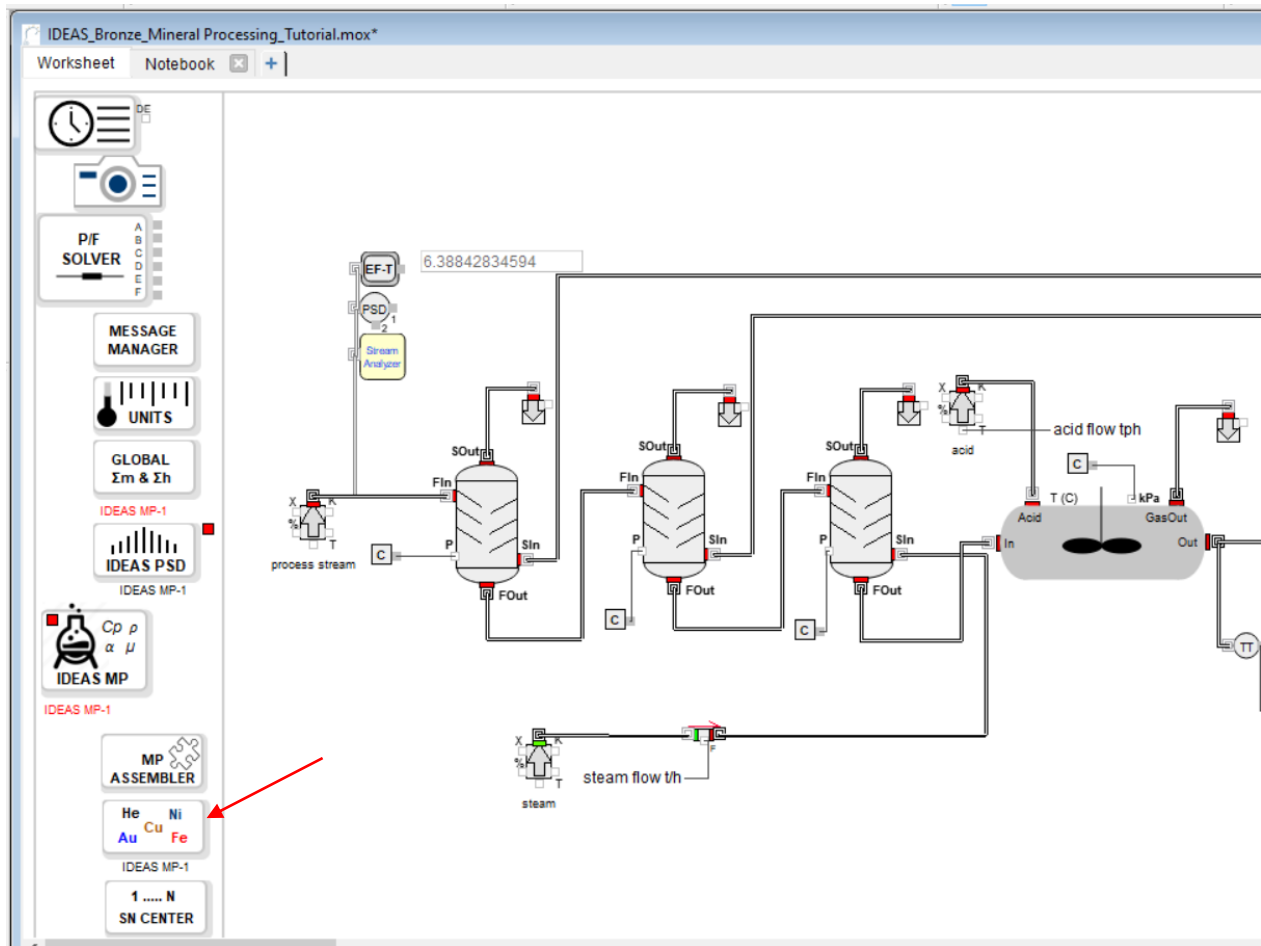 IDEAS_Bronze_Mineral Processing_Tutorial.mox*
Worksheet Notebook +
DE
P/F
SOLVER
A
B
C
D
E
F
MESSAGE
MANAGER
UNITS
GLOBAL
Σm & Σh
IDEAS MP-1
IDEAS PSD
IDEAS MP-1
Cp ρ
α μ
IDEAS MP
IDEAS MP-1
MP
ASSEMBLER
He Ni
Cu
Au Fe
IDEAS MP-1
1 ..... N
SN CENTER
EF-T
6.38842834594
PSD
1
2
Stream
Analyzer
X K
% T
process stream
C
SOut
FIn
P SIn
FOut
SOut
FIn
P SIn
FOut
C
SOut
FIn
P SIn
FOut
C
X K
% T
acid
acid flow tph
C
T (C) kPa
Acid GasOut
In Out
TT
X K
% T
steam
F
steam flow t/h